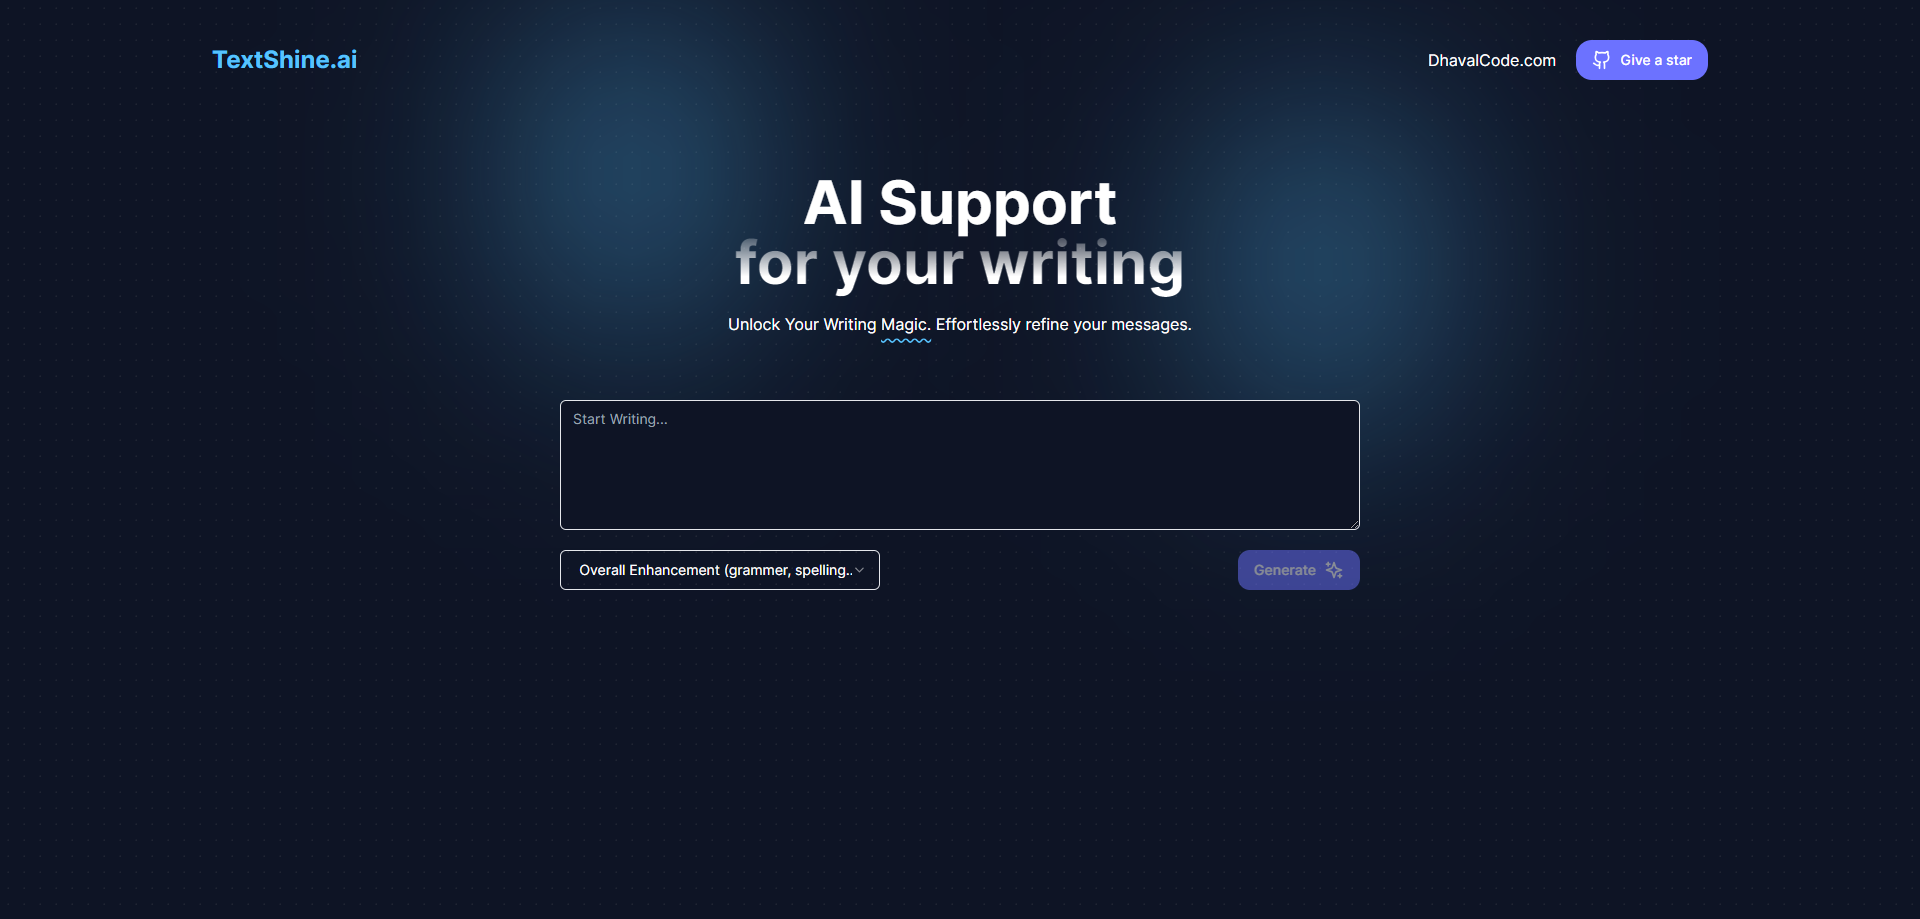 TextShine.ai
DhavalCode.com
Give a star
AI Support
for your writing
Unlock Your Writing Magic. Effortlessly refine your messages.
Start Writing...
Overall Enhancement (grammer, spelling..
Generate